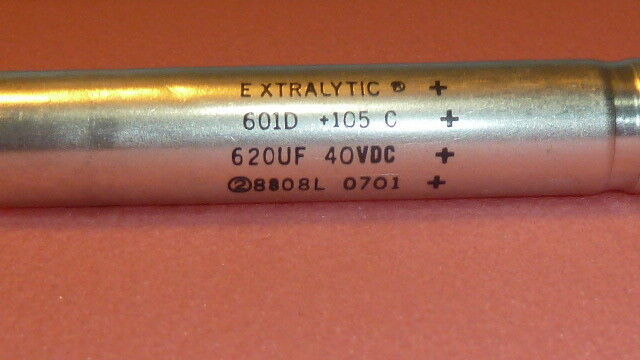 EXTRALYTIC ® +
601D +105 C +
620UF 40VDC +
②8808L 0701 +